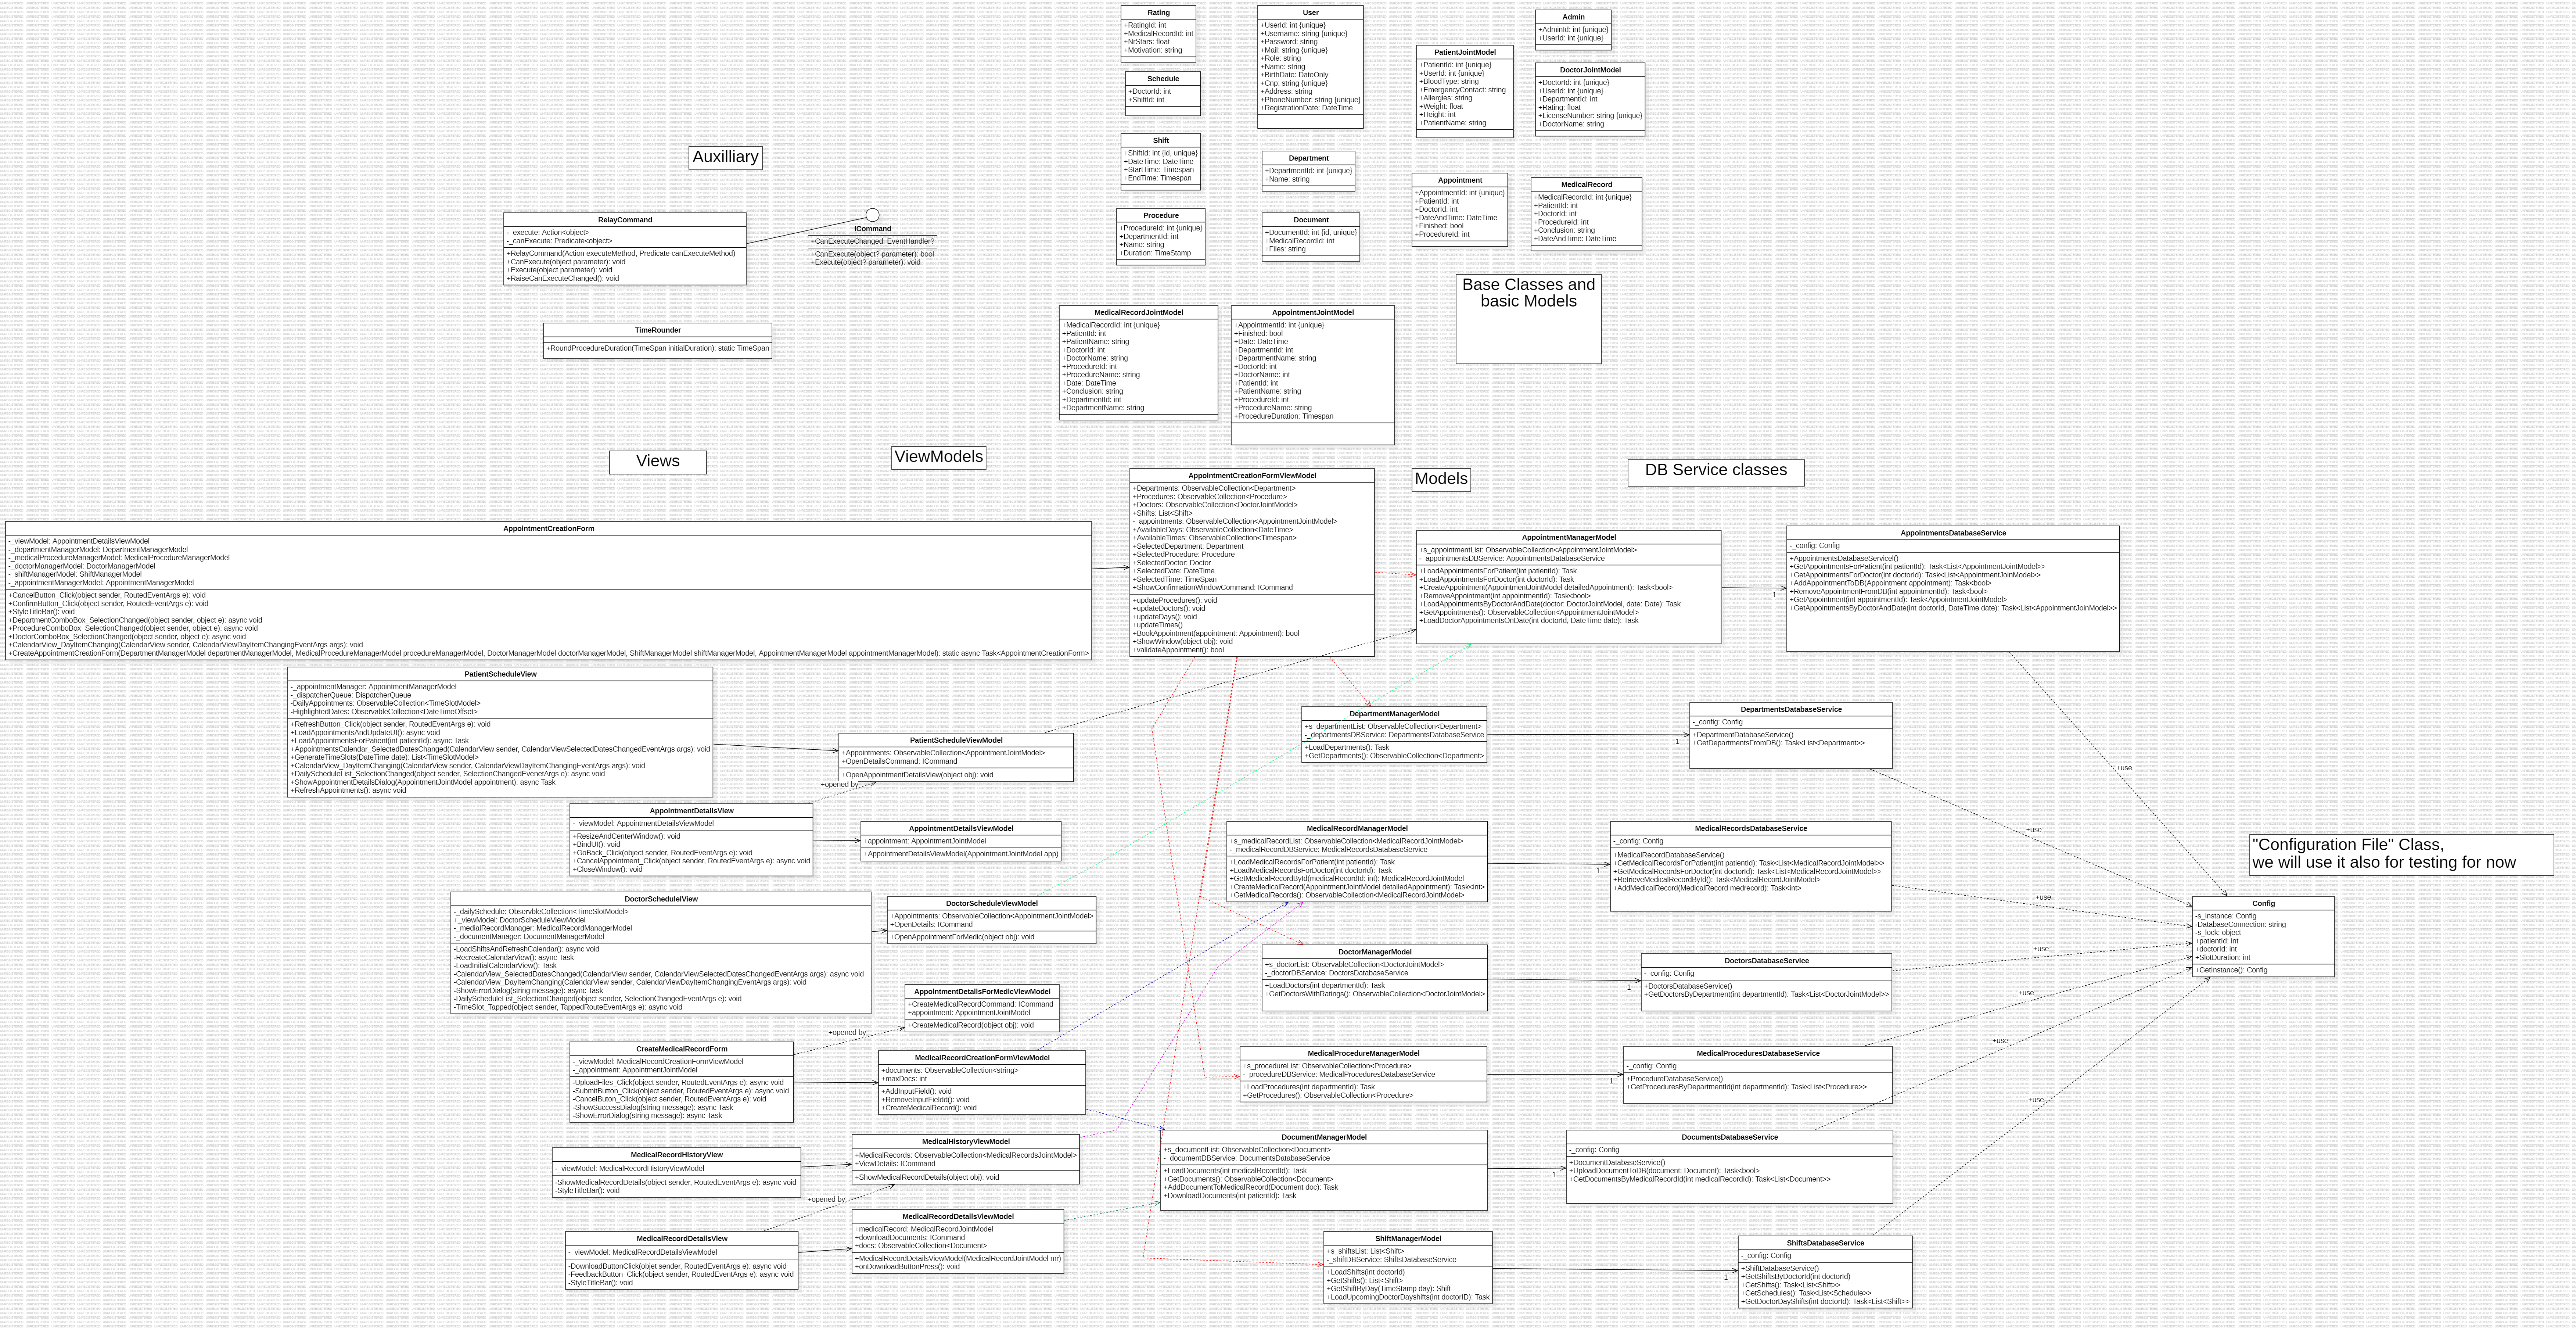 Rating
+RatingId: int
+MedicalRecordId: int
+NrStars: float
+Motivation: string
User
+UserId: int {unique}
+Username: string {unique}
+Password: string
+Mail: string {unique}
+Role: string
+Name: string
+BirthDate: DateOnly
+Cnp: string {unique}
+Address: string
+PhoneNumber: string {unique}
+RegistrationDate: DateTime
Admin
+AdminId: int {unique}
+UserId: int {unique}
PatientJointModel
+PatientId: int {unique}
+UserId: int {unique}
+BloodType: string
+EmergencyContact: string
+Allergies: string
+Weight: float
+Height: int
+PatientName: string
DoctorJointModel
+DoctorId: int {unique}
+UserId: int {unique}
+DepartmentId: int
+Rating: float
+LicenseNumber: string {unique}
+DoctorName: string
Schedule
+DoctorId: int
+ShiftId: int
Shift
+ShiftId: int {id, unique}
+DateTime: DateTime
+StartTime: Timespan
+EndTime: Timespan
Department
+DepartmentId: int {unique}
+Name: string
Appointment
+AppointmentId: int {unique}
+PatientId: int
+DoctorId: int
+DateAndTime: DateTime
+Finished: bool
+ProcedureId: int
MedicalRecord
+MedicalRecordId: int {unique}
+PatientId: int
+DoctorId: int
+ProcedureId: int
+Conclusion: string
+DateAndTime: DateTime
Procedure
+ProcedureId: int {unique}
+DepartmentId: int
+Name: string
+Duration: TimeStamp
Document
+DocumentId: int {id, unique}
+MedicalRecordId: int
+Files: string
Auxilliary
RelayCommand
-_execute: Action<object>
-_canExecute: Predicate<object>
+RelayCommand(Action executeMethod, Predicate canExecuteMethod)
+CanExecute(object parameter): void
+Execute(object parameter): void
+RaiseCanExecuteChanged(): void
ICommand
+CanExecuteChanged: EventHandler?
+CanExecute(object? parameter): bool
+Execute(object? parameter): void
TimeRounder
+RoundProcedureDuration(TimeSpan initialDuration): static TimeSpan
Base Classes and
basic Models
MedicalRecordJointModel
+MedicalRecordId: int {unique}
+PatientId: int
+PatientName: string
+DoctorId: int
+DoctorName: string
+ProcedureId: int
+ProcedureName: string
+Date: DateTime
+Conclusion: string
+DepartmentId: int
+DepartmentName: string
AppointmentJointModel
+AppointmentId: int {unique}
+Finished: bool
+Date: DateTime
+DepartmentId: int
+DepartmentName: string
+DoctorId: int
+DoctorName: int
+PatientId: int
+PatientName: string
+ProcedureId: int
+ProcedureName: string
+ProcedureDuration: Timespan
Views
ViewModels
Models
DB Service classes
AppointmentCreationForm
-_viewModel: AppointmentDetailsViewModel
-_departmentManagerModel: DepartmentManagerModel
-_medicalProcedureManagerModel: MedicalProcedureManagerModel
-_doctorManagerModel: DoctorManagerModel
-_shiftManagerModel: ShiftManagerModel
-_appointmentManagerModel: AppointmentManagerModel
+CancelButton_Click(object sender, RoutedEventArgs e): void
+ConfirmButton_Click(object sender, RoutedEventArgs e): void
+StyleTitleBar(): void
+DepartmentComboBox_SelectionChanged(object sender, object e): async void
+ProcedureComboBox_SelectionChanged(object sender, object e): async void
+DoctorComboBox_SelectionChanged(object sender, object e): async void
+CalendarView_DayItemChanging(CalendarView sender, CalendarViewDayItemChangingEventArgs args): void
+CreateAppointmentCreationForm(DepartmentManagerModel departmentManagerModel, MedicalProcedureManagerModel procedureManagerModel, DoctorManagerModel doctorManagerModel, ShiftManagerModel shiftManagerModel, AppointmentManagerModel appointmentManagerModel): static async Task<AppointmentCreationForm>
AppointmentCreationFormViewModel
+Departments: ObservableCollection<Department>
+Procedures: ObservableCollection<Procedure>
+Doctors: ObservableCollection<DoctorJointModel>
+Shifts: List<Shift>
-_appointments: ObservableCollection<AppointmentJointModel>
+AvailableDays: ObservableCollection<DateTime>
+AvailableTimes: ObservableCollection<Timespan>
+SelectedDepartment: Department
+SelectedProcedure: Procedure
+SelectedDoctor: Doctor
+SelectedDate: DateTime
+SelectedTime: TimeSpan
+ShowConfirmationWindowCommand: ICommand
+updateProcedures(): void
+updateDoctors(): void
+updateDays(): void
+updateTimes()
+BookAppointment(appointment: Appointment): bool
+ShowWindow(object obj): void
+validateAppointment(): bool
AppointmentManagerModel
+s_appointmentList: ObservableCollection<AppointmentJointModel>
-_appointmentsDBService: AppointmentsDatabaseService
+LoadAppointmentsForPatient(int patientId): Task
+LoadAppointmentsForDoctor(int doctorId): Task
+CreateAppointment(AppointmentJointModel detailedAppointment): Task<bool>
+RemoveAppointment(int appointmentId): Task<bool>
+LoadAppointmentsByDoctorAndDate(doctor: DoctorJointModel, date: Date): Task
+GetAppointments(): ObservableCollection<AppointmentJointModel>
+LoadDoctorAppointmentsOnDate(int doctorId, DateTime date): Task
1
AppointmentsDatabaseService
-_config: Config
+AppointmentsDatabaseServicel()
+GetAppointmentsForPatient(int patientId): Task<List<AppointmentJoinModel>>
+GetAppointmentsForDoctor(int doctorId): Task<List<AppointmentJoinModel>>
+AddAppointmentToDB(Appointment appointment): Task<bool>
+RemoveAppointmentFromDB(int appointmentId): Task<bool>
+GetAppointment(int appointmentId): Task<AppointmentJointModel>
+GetAppointmentsByDoctorAndDate(int doctorId, DateTime date): Task<List<AppointmentJoinModel>>
PatientScheduleView
-_appointmentManager: AppointmentManagerModel
-_dispatcherQueue: DispatcherQueue
-DailyAppointments: ObservableCollection<TimeSlotModel>
-HighlightedDates: ObservableCollection<DateTimeOffset>
+RefreshButton_Click(object sender, RoutedEventArgs e): void
+LoadAppointmentsAndUpdateUI(): async void
+LoadAppointmentsForPatient(int patientId): async Task
+AppointmentsCalendar_SelectedDatesChanged(CalendarView sender, CalendarViewSelectedDatesChangedEventArgs args): void
+GenerateTimeSlots(DateTime date): List<TimeSlotModel>
+CalendarView_DayItemChanging(CalendarView sender, CalendarViewDayItemChangingEventArgs args): void
+DailyScheduleList_SelectionChanged(object sender, SelectionChangedEvenetArgs e): async void
+ShowAppointmentDetailsDialog(AppointmentJointModel appointment): async Task
+RefreshAppointments(): async void
PatientScheduleViewModel
+Appointments: ObservableCollection<AppointmentJointModel>
+OpenDetailsCommand: ICommand
+OpenAppointmentDetailsView(object obj): void
+opened by
DepartmentManagerModel
+s_departmentList: ObservableCollection<Department>
-_departmentsDBService: DepartmentsDatabaseService
+LoadDepartments(): Task
+GetDepartments(): ObservableCollection<Department>
1
DepartmentsDatabaseService
-_config: Config
+DepartmentDatabaseService()
+GetDepartmentsFromDB(): Task<List<Department>>
+use
AppointmentDetailsView
-_viewModel: AppointmentDetailsViewModel
+ResizeAndCenterWindow(): void
+BindUI(): void
+GoBack_Click(object sender, RoutedEventArgs e): void
+CancelAppointment_Click(object sender, RoutedEventArgs e): async void
+CloseWindow(): void
AppointmentDetailsViewModel
+appointment: AppointmentJointModel
+AppointmentDetailsViewModel(AppointmentJointModel app)
MedicalRecordManagerModel
+s_medicalRecordList: ObservableCollection<MedicalRecordJointModel>
-_medicalRecordDBService: MedicalRecordsDatabaseService
+LoadMedicalRecordsForPatient(int patientId): Task
+LoadMedicalRecordsForDoctor(int doctorId): Task
+GetMedicalRecordById(medicalRecordId: int): MedicalRecordJointModel
+CreateMedicalRecord(AppointmentJointModel detailedAppointment): Task<int>
+GetMedicalRecords(): ObservableCollection<MedicalRecordJointModel>
1
MedicalRecordsDatabaseService
-_config: Config
+MedicalRecordDatabaseService()
+GetMedicalRecordsForPatient(int patientId): Task<List<MedicalRecordJointModel>>
+GetMedicalRecordsForDoctor(int doctorId): Task<List<MedicalRecordJointModel>>
+RetrieveMedicalRecordById(): Task<MedicalRecordJointModel>
+AddMedicalRecord(MedicalRecord medrecord): Task<int>
+use
+use
"Configuration File" Class,
we will use it also for testing for now
Config
-s_instance: Config
-DatabaseConnection: string
-s_lock: object
+patientId: int
+doctorId: int
+SlotDuration: int
+GetInstance(): Config
DoctorScheduleIView
-_dailySchedule: ObservbleCollection<TimeSlotModel>
+_viewModel: DoctorScheduleViewModel
-_medialRecordManager: MedicalRecordManagerModel
-_documentManager: DocumentManagerModel
-LoadShiftsAndRefreshCalendar(): async void
-RecreateCalendarView(): async Task
-LoadInitialCalendarView(): Task
-CalendarView_SelectedDatesChanged(CalendarView sender, CalendarViewSelectedDatesChangedEventArgs args): async void
-CalendarView_DayItemChanging(CalendarView sender, CalendarViewDayItemChangingEventArgs args): void
-ShowErrorDialog(string message): async Task
-DailyScheduleList_SelectionChanged(object sender, SelectionChangedEventArgs e): void
-TimeSlot_Tapped(object sender, TappedRouteEventArgs e): async void
DoctorScheduleViewModel
+Appointments: ObservableCollection<AppointmentJointModel>
+OpenDetails: ICommand
+OpenAppointmentForMedic(object obj): void
DoctorManagerModel
+s_doctorList: ObservableCollection<DoctorJointModel>
-_doctorDBService: DoctorsDatabaseService
+LoadDoctors(int departmentId): Task
+GetDoctorsWithRatings(): ObservableCollection<DoctorJointModel>
1
DoctorsDatabaseService
-_config: Config
+DoctorsDatabaseService()
+GetDoctorsByDepartment(int departmentId): Task<List<DoctorJointModel>>
+use
+use
AppointmentDetailsForMedicViewModel
+CreateMedicalRecordCommand: ICommand
+appointment: AppointmentJointModel
+CreateMedicalRecord(object obj): void
+opened by
CreateMedicalRecordForm
-_viewModel: MedicalRecordCreationFormViewModel
-_appointment: AppointmentJointModel
-UploadFiles_Click(object sender, RoutedEventArgs e): async void
-SubmitButton_Click(object sender, RoutedEventArgs e): async void
-CancelButon_Click(object sender, RoutedEventArgs e): void
-ShowSuccessDialog(string message): async Task
-ShowErrorDialog(string message): async Task
MedicalRecordCreationFormViewModel
+documents: ObservableCollection<string>
+maxDocs: int
+AddInputField(): void
+RemoveInputFieldd(): void
+CreateMedicalRecord(): void
MedicalProcedureManagerModel
+s_procedureList: ObservableCollection<Procedure>
-_procedureDBService: MedicalProceduresDatabaseService
+LoadProcedures(int departmentId): Task
+GetProcedures(): ObservableCollection<Procedure>
1
MedicalProceduresDatabaseService
-_config: Config
+ProcedureDatabaseService()
+GetProceduresByDepartmentId(int departmentId): Task<List<Procedure>>
+use
+use
MedicalRecordHistoryView
-_viewModel: MedicalRecordHistoryViewModel
-ShowMedicalRecordDetails(object sender, RoutedEventArgs e): async void
-StyleTitleBar(): void
MedicalHistoryViewModel
+MedicalRecords: ObservableCollection<MedicalRecordsJointModel>
+ViewDetails: ICommand
+ShowMedicalRecordDetails(object obj): void
+opened by
DocumentManagerModel
+s_documentList: ObservableCollection<Document>
-_documentDBService: DocumentsDatabaseService
+LoadDocuments(int medicalRecordId): Task
+GetDocuments(): ObservableCollection<Document>
+AddDocumentToMedicalRecord(Document doc): Task
+DownloadDocuments(int patientId): Task
1
DocumentsDatabaseService
-_config: Config
+DocumentDatabaseService()
+UploadDocumentToDB(document: Document): Task<bool>
+GetDocumentsByMedicalRecordId(int medicalRecordId): Task<List<Document>>
MedicalRecordDetailsView
-_viewModel: MedicalRecordDetailsViewModel
-DownloadButtonClick(objet sender, RoutedEventArgs e): async void
-FeedbackButton_Click(object sender, RoutedEventArgs e): async void
-StyleTitleBar(): void
MedicalRecordDetailsViewModel
+medicalRecord: MedicalRecordJointModel
+downloadDocuments: ICommand
+docs: ObservableCollection<Document>
+MedicalRecordDetailsViewModel(MedicalRecordJointModel mr)
+onDownloadButtonPress(): void
ShiftManagerModel
+s_shiftsList: List<Shift>
-_shiftDBService: ShiftsDatabaseService
+LoadShifts(int doctorId)
+GetShifts(): List<Shift>
+GetShiftByDay(TimeStamp day): Shift
+LoadUpcomingDoctorDayshifts(int doctorID): Task
1
ShiftsDatabaseService
-_config: Config
+ShiftDatabaseService()
+GetShiftsByDoctorId(int doctorId)
+GetShifts(): Task<List<Shift>>
+GetSchedules(): Task<List<Schedule>>
+GetDoctorDayShifts(int doctorId): Task<List<Shift>>